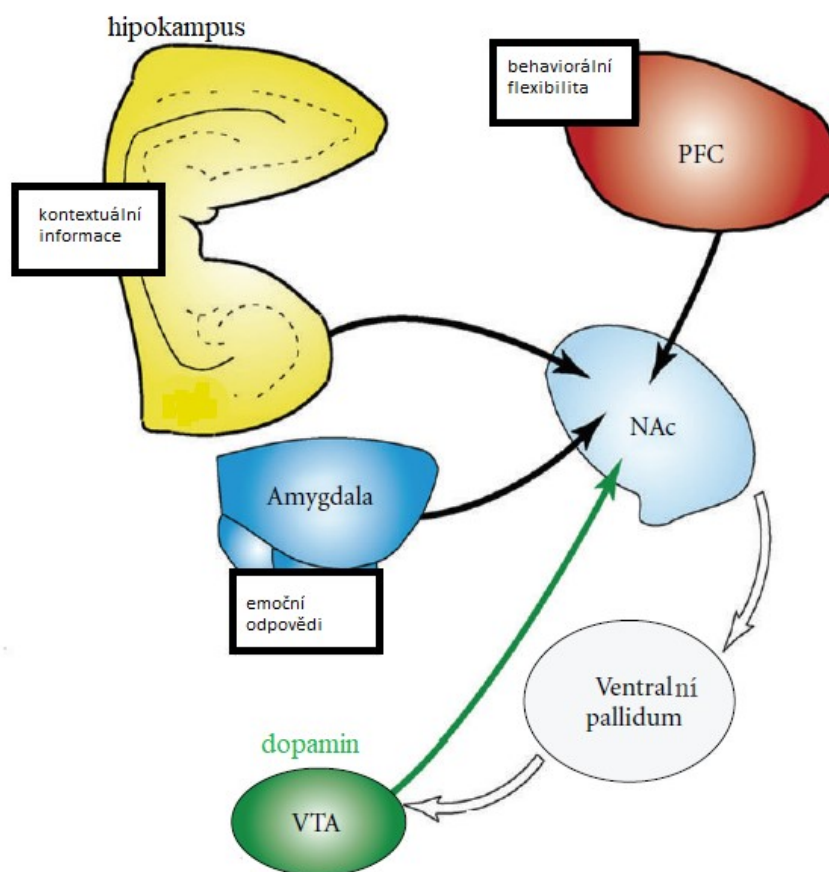 hipokampus
behaviorální
flexibilita
PFC
kontextuální
informace
NAc
Amygdala
emoční
odpovědi
Ventralní
pallidum
dopamin
VTA